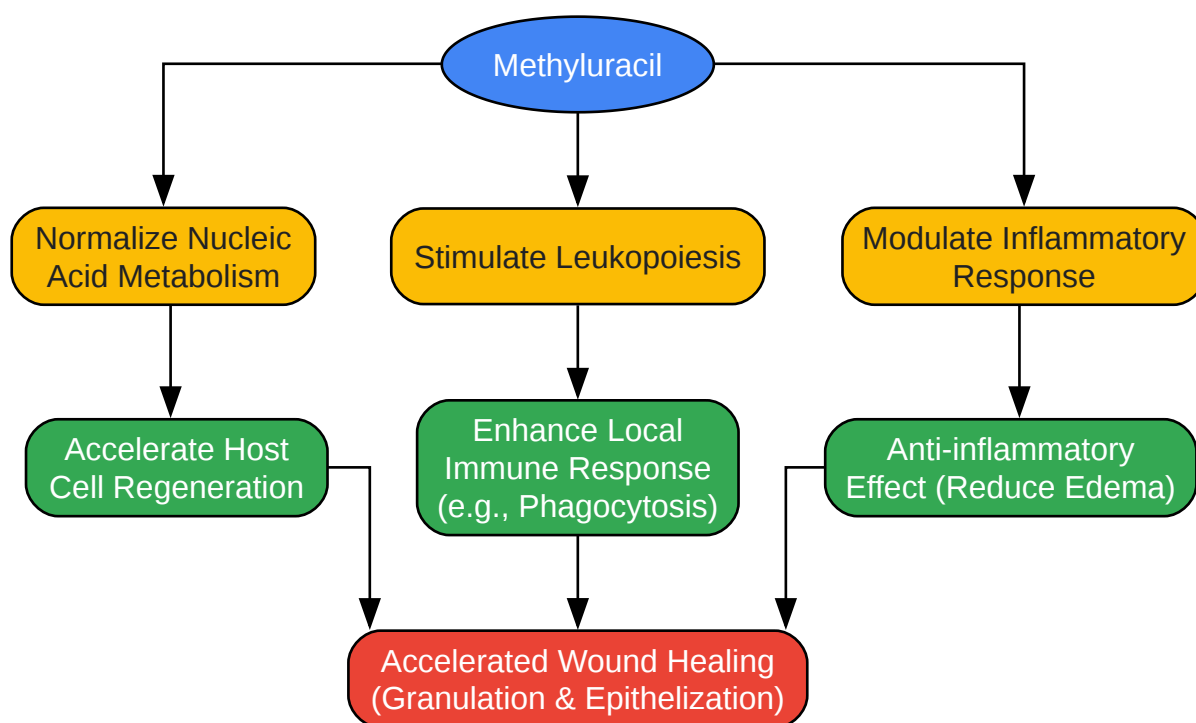 Methyluracil
Normalize Nucleic
Acid Metabolism
Stimulate Leukopoiesis
Modulate Inflammatory
Response
Accelerate Host
Cell Regeneration
Enhance Local
Immune Response
(e.g., Phagocytosis)
Anti-inflammatory
Effect (Reduce Edema)
Accelerated Wound Healing
(Granulation & Epithelization)